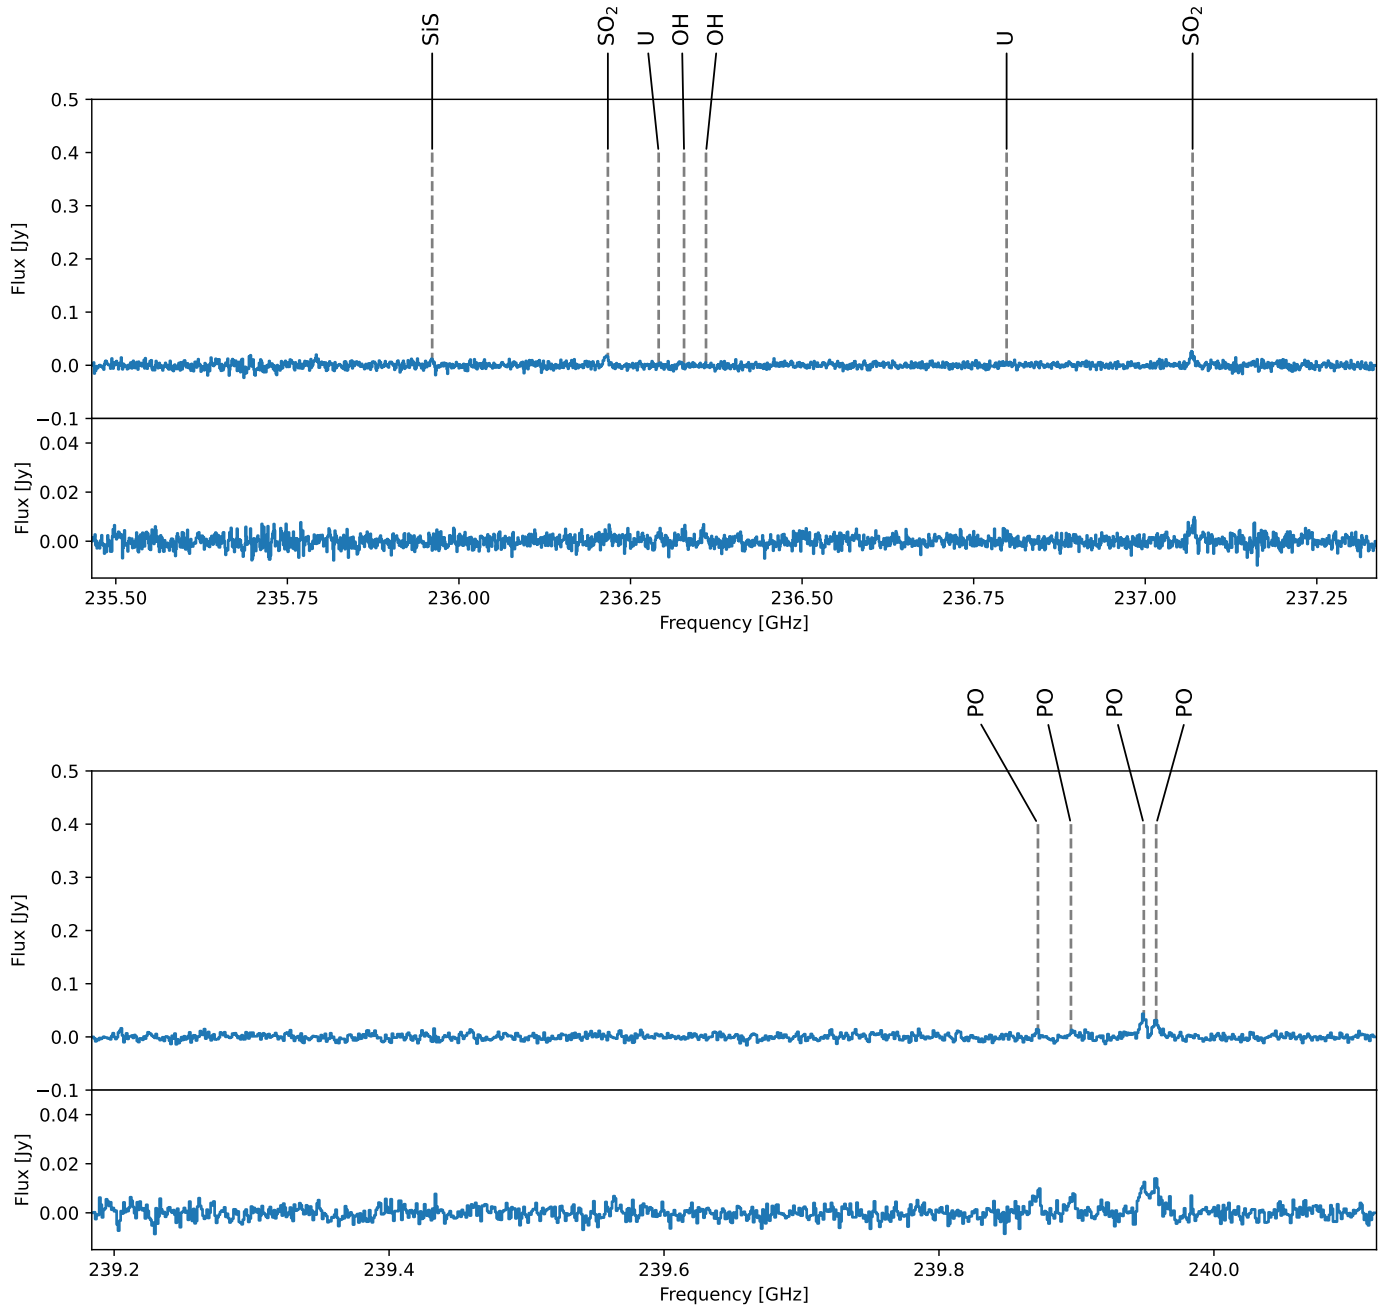 SiS
SO₂
U
OH
OH
U
SO₂
0.5
0.4
0.3
0.2
0.1
0.0
−0.1
Flux [Jy]
0.04
0.02
0.00
Flux [Jy]
235.50 235.75 236.00 236.25 236.50 236.75 237.00 237.25
Frequency [GHz]
PO
PO
PO
PO
0.5
0.4
0.3
0.2
0.1
0.0
−0.1
Flux [Jy]
0.04
0.02
0.00
Flux [Jy]
239.2 239.4 239.6 239.8 240.0
Frequency [GHz]